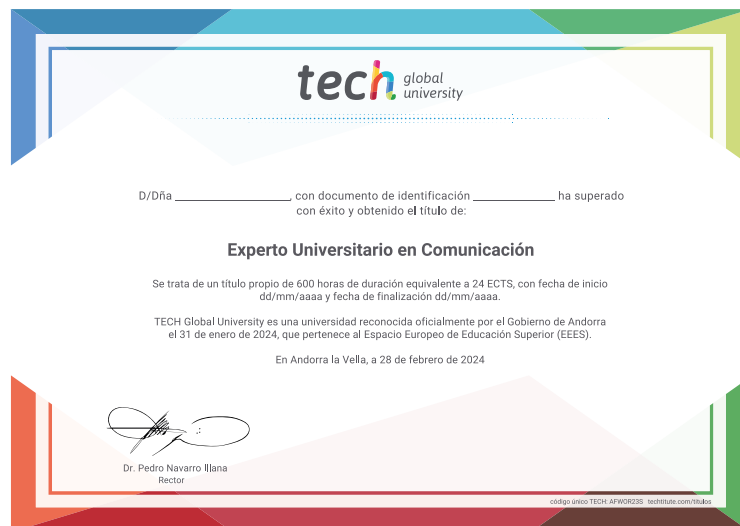 tech global
university
D/Dña ______________, con documento de identificación ____________ ha superado
con éxito y obtenido el título de:
Experto Universitario en Comunicación
Se trata de un título propio de 600 horas de duración equivalente a 24 ECTS, con fecha de inicio
dd/mm/aaaa y fecha de finalización dd/mm/aaaa.
TECH Global University es una universidad reconocida oficialmente por el Gobierno de Andorra
el 31 de enero de 2024, que pertenece al Espacio Europeo de Educación Superior (EEES).
En Andorra la Vella, a 28 de febrero de 2024
Dr. Pedro Navarro Illana
Rector
código único TECH: AFWOR23S techtitute.com/titulos